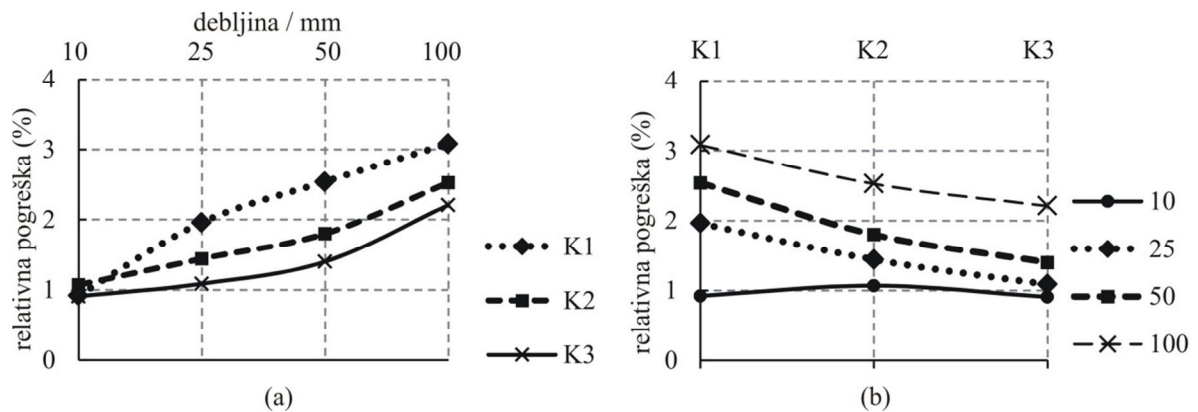 debljina / mm
10 25 50 100
relativna pogreška (%)
4
3
2
1
0
K1
K2
K3
(a)
K1 K2 K3
relativna pogreška (%)
4
3
2
1
0
10
25
50
100
(b)